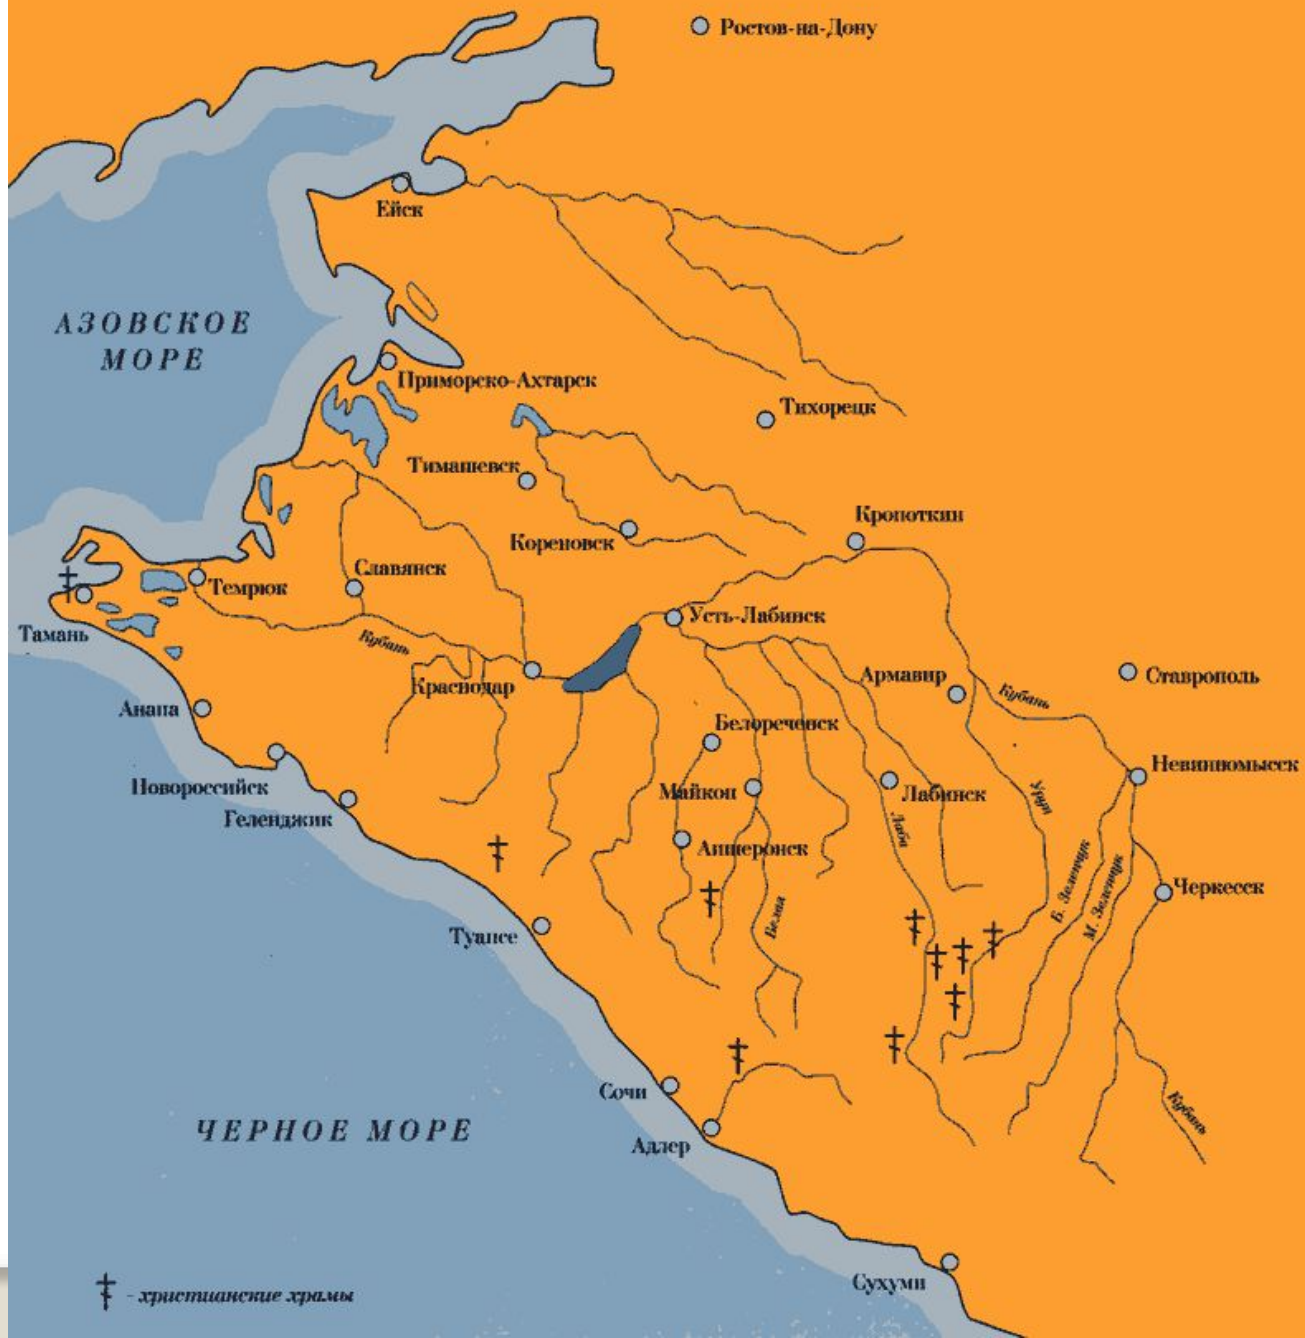 Ростов-на-Дону
Ейск
АЗОВСКОЕ
МОРЕ
Приморско-Ахтарск
Тихорецк
Тимашевск
Кропоткин
Кореновск
Славянск
Темрюк
Усть-Лабинск
Тамань
Кубань
Краснодар
Армавир
Ставрополь
Кубань
Анапа
Белореченск
Невинномысск
Новороссийск
Майкоп
Лабинск
Уруп
Геленджик
Лаба
Апшеронск
Б. Зеленчук
М. Зеленчук
Черкесск
Белая
Туапсе
Сочи
Кубань
ЧЕРНОЕ МОРЕ
Адлер
Сухуми
- христианские храмы